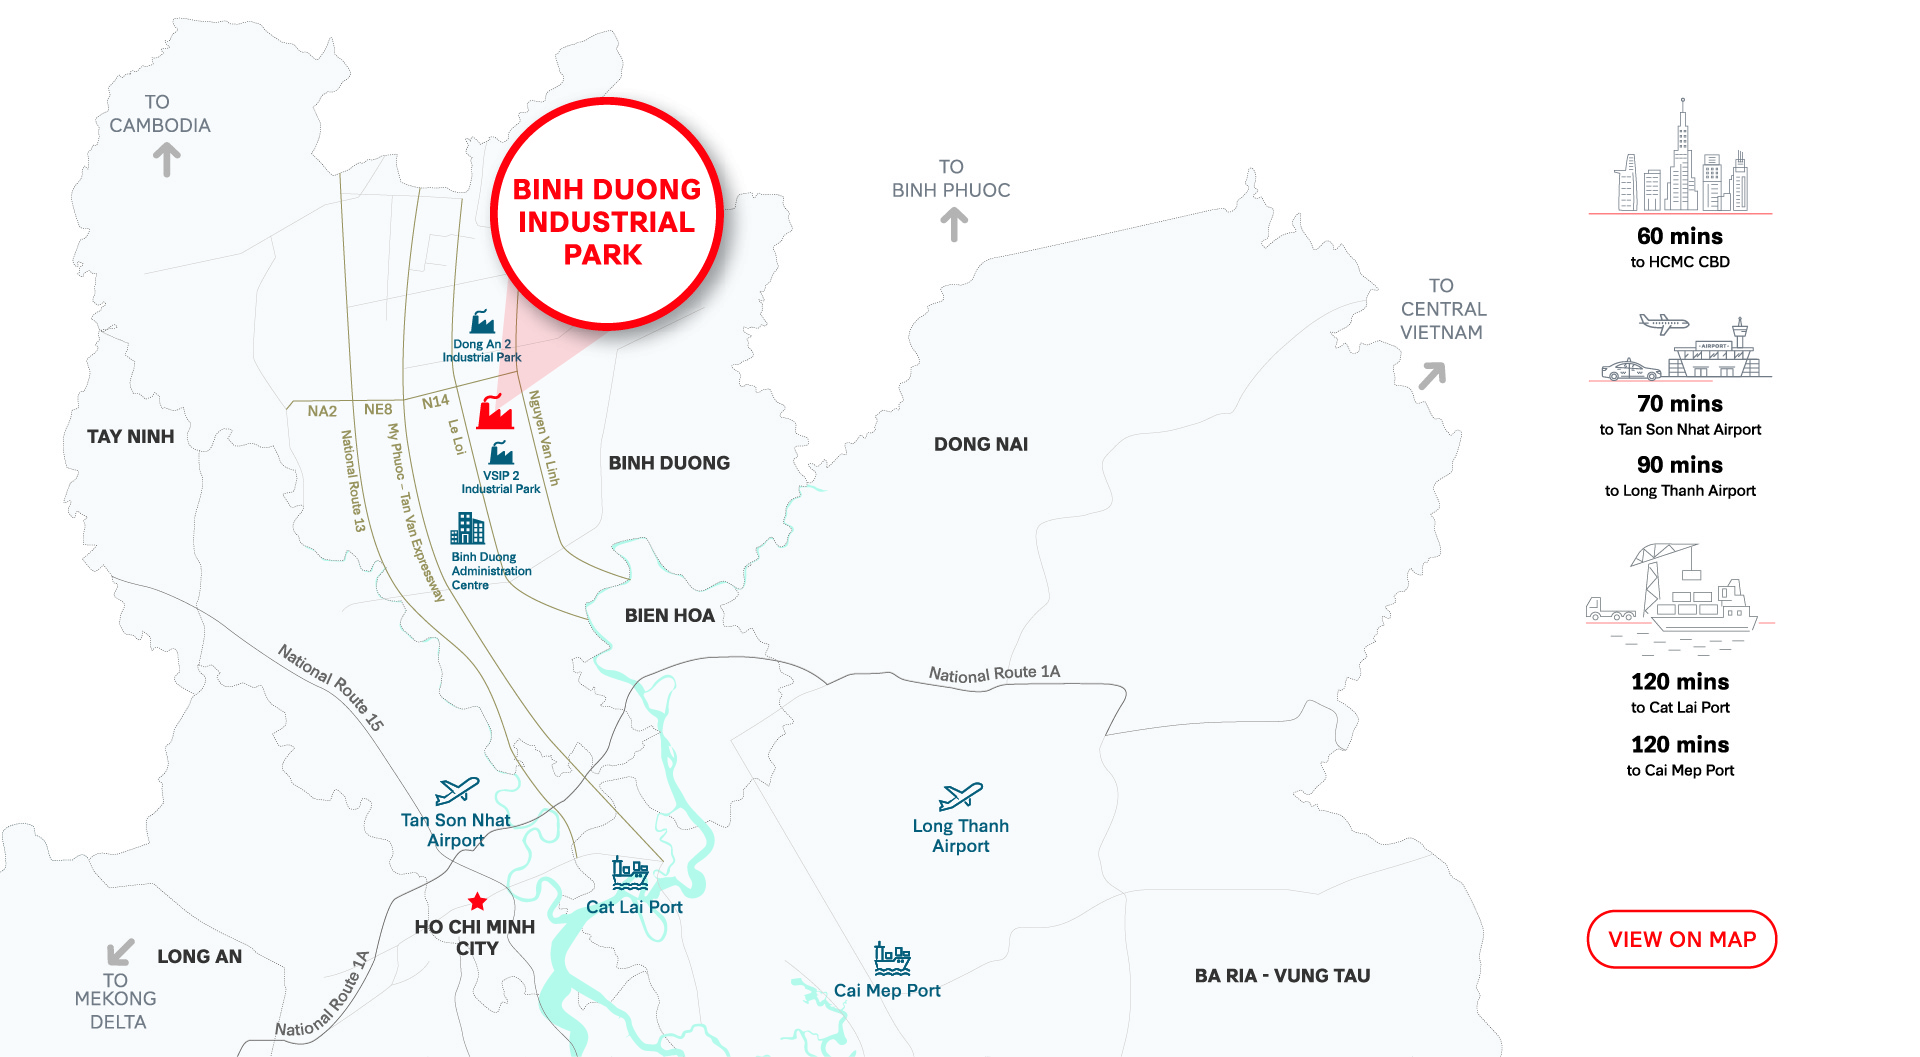 TO
CAMBODIA
BINH DUONG
INDUSTRIAL
PARK
TO
BINH PHUOC
TO
CENTRAL
VIETNAM
Dong An 2
Industrial Park
NA2
NE8
N14
National Route 13
My Phuoc - Tan Van Expressway
Le Loi
Nguyen Van Linh
TAY NINH
VSIP 2
Industrial Park
BINH DUONG
DONG NAI
Binh Duong
Administration
Centre
BIEN HOA
National Route 15
National Route 1A
Tan Son Nhat
Airport
Long Thanh
Airport
Cat Lai Port
HO CHI MINH
CITY
LONG AN
TO
MEKONG
DELTA
National Route 1A
Cai Mep Port
BA RIA - VUNG TAU
60 mins
to HCMC CBD
AIRPORT
70 mins
to Tan Son Nhat Airport
90 mins
to Long Thanh Airport
120 mins
to Cat Lai Port
120 mins
to Cai Mep Port
VIEW ON MAP